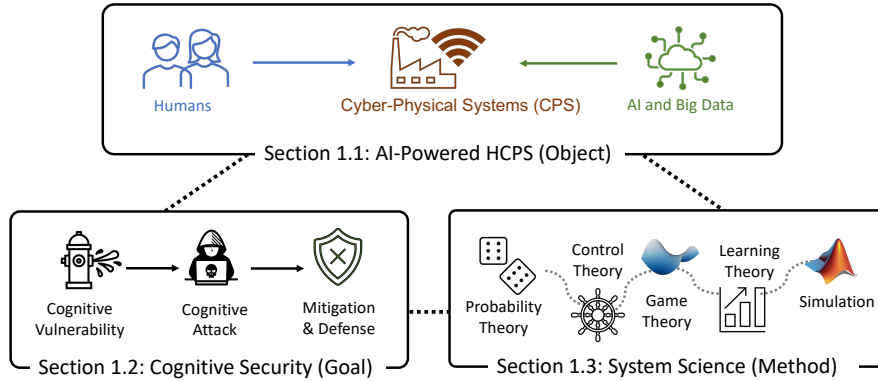 Humans
Cyber-Physical Systems (CPS)
AI and Big Data
Section 1.1: AI-Powered HCPS (Object)
Cognitive
Vulnerability
Cognitive
Attack
Mitigation
& Defense
Section 1.2: Cognitive Security (Goal)
Probability
Theory
Control
Theory
Game
Theory
Learning
Theory
Simulation
Section 1.3: System Science (Method)